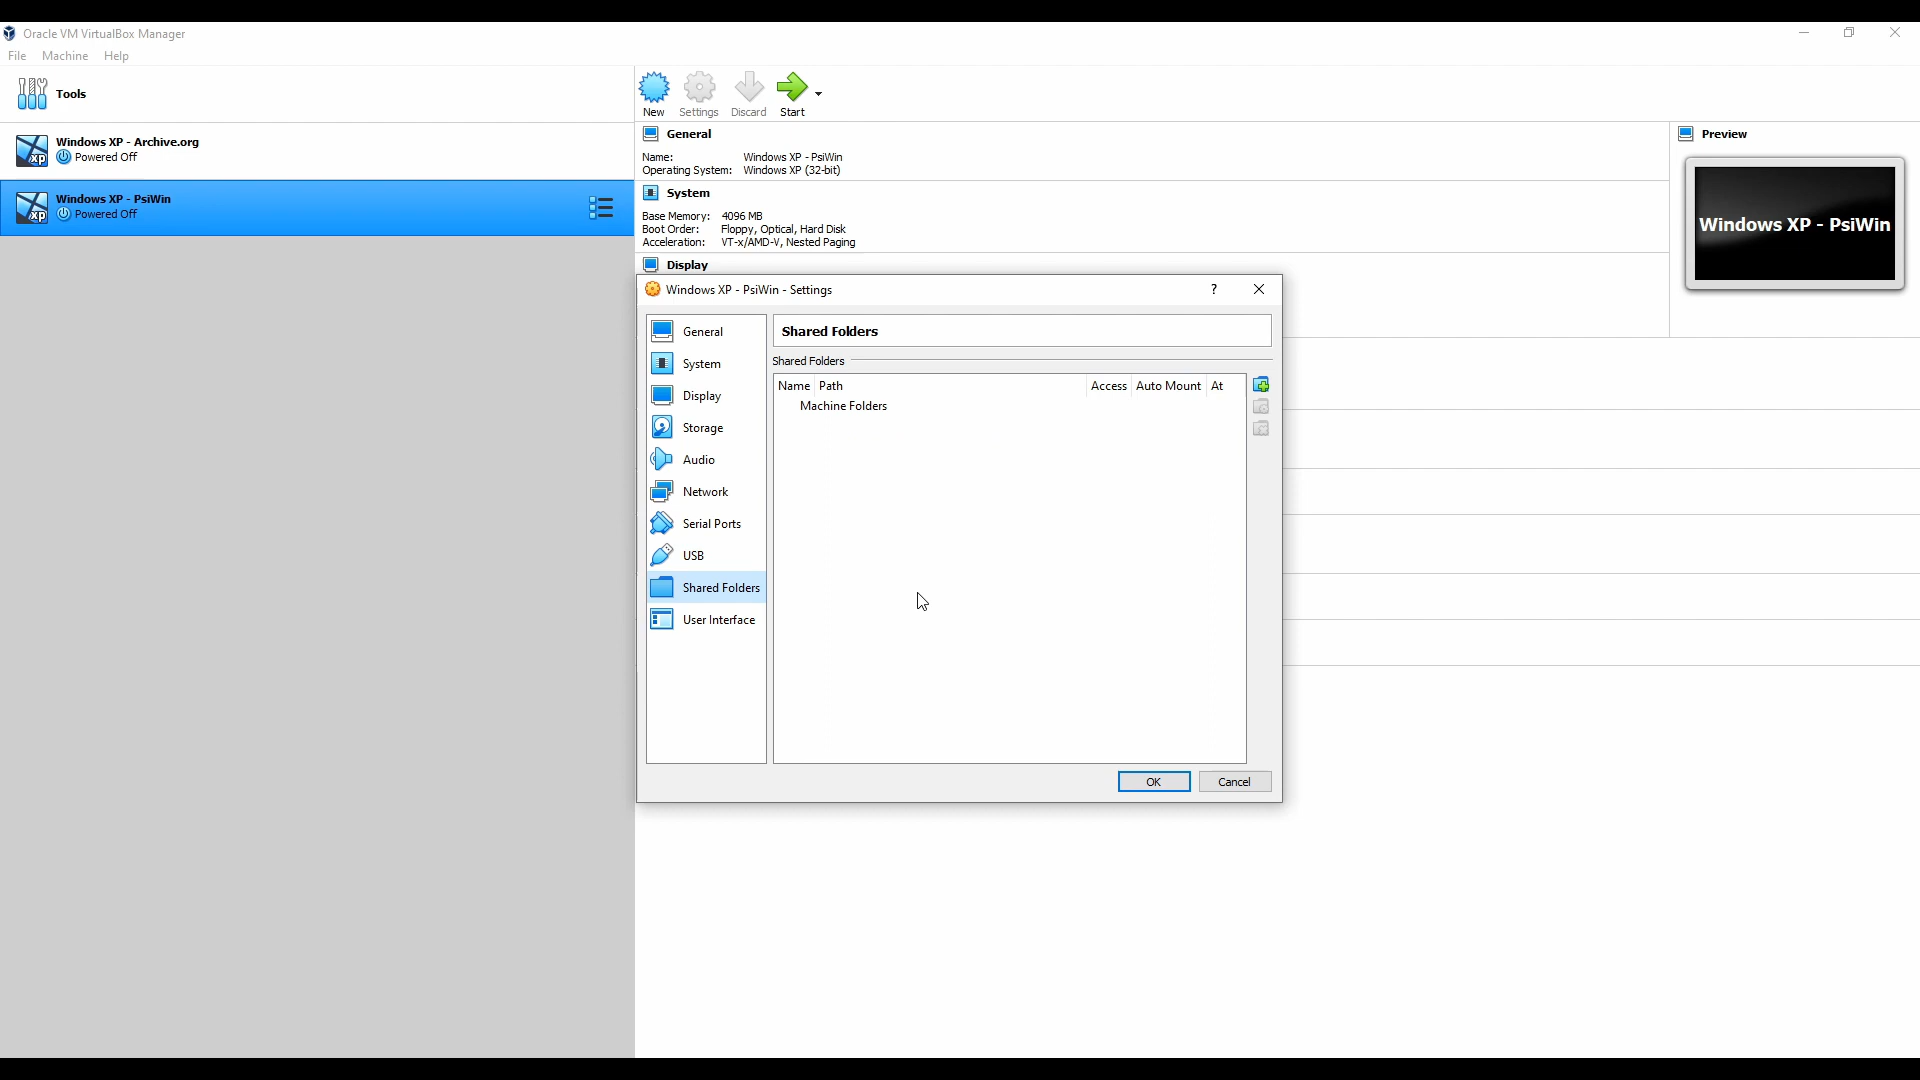 Oracle VM VirtualBox Manager
File Machine Help
Tools
New Settings Discard Start
Windows XP - Archive.org
Powered Off
Windows XP - PsiWin
Powered Off
General
Name: Windows XP - PsiWin
Operating System: Windows XP (32-bit)
System
Base Memory: 4096 MB
Boot Order: Floppy, Optical, Hard Disk
Acceleration: VT-x/AMD-V, Nested Paging
Display
Preview
Windows XP - PsiWin
Windows XP - PsiWin - Settings ?
General
System
Display
Storage
Audio
Network
Serial Ports
USB
Shared Folders
User Interface
Shared Folders
Shared Folders
Name Path Access Auto Mount At
Machine Folders
OK Cancel